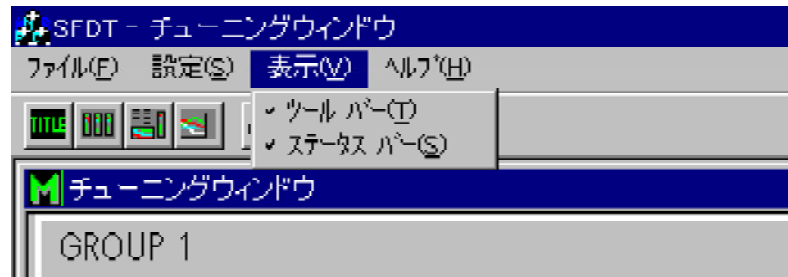 SFDT - チューニングウィンドウ
ファイル(F) 設定(S) 表示(V) ヘルプ(H)
TITLE
✓ ツール バー(T)
✓ ステータス バー(S)
チューニングウィンドウ
GROUP 1